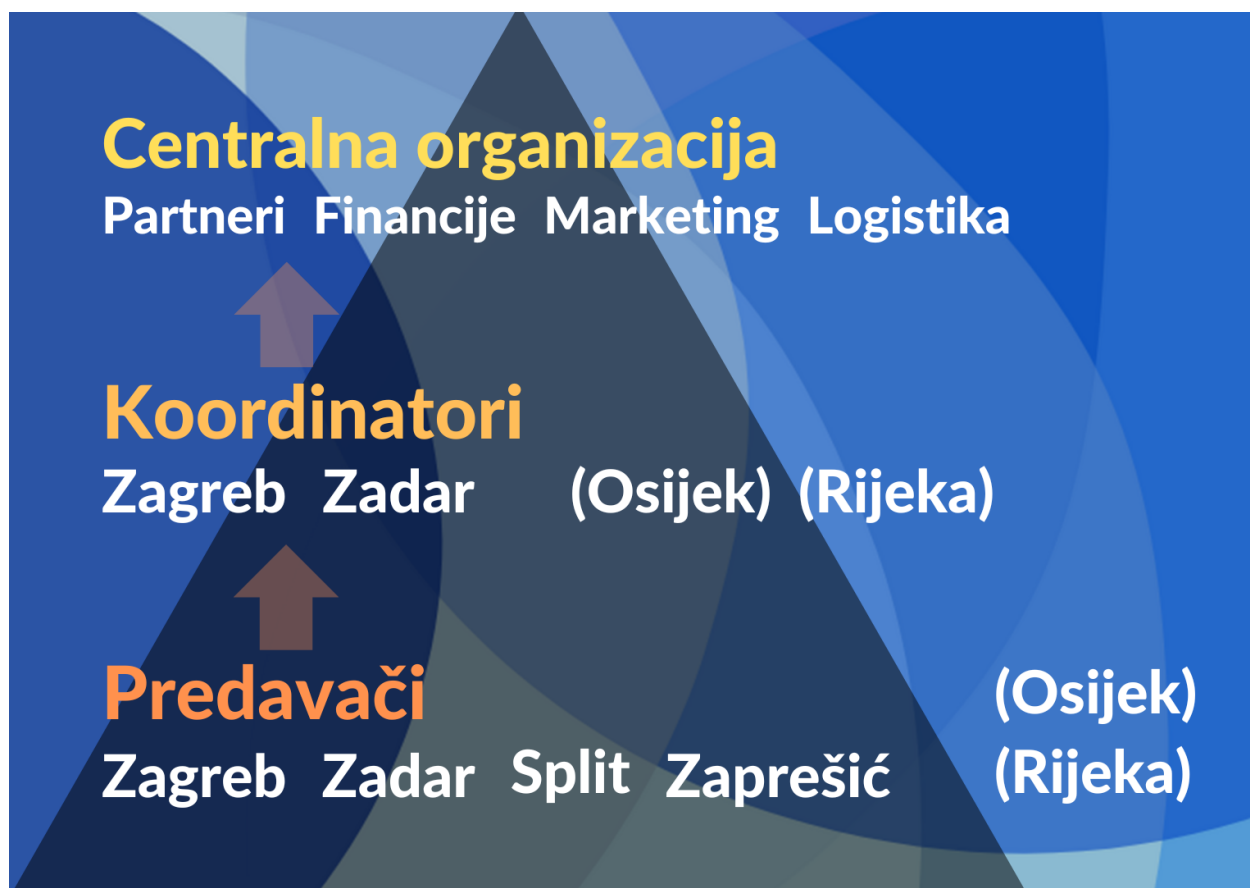 Centralna organizacija
Partneri Financije Marketing Logistika
Koordinatori
Zagreb Zadar (Osijek) (Rijeka)
Predavači (Osijek)
Zagreb Zadar Split Zaprešić (Rijeka)